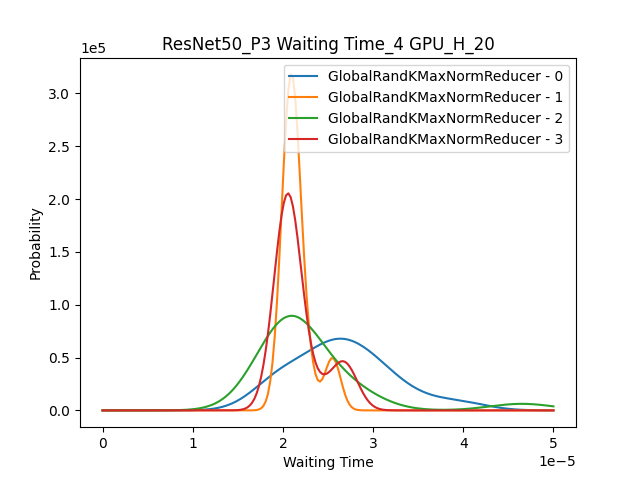 ResNet50_P3 Waiting Time_4 GPU_H_20
1e5
GlobalRandKMaxNormReducer - 0
GlobalRandKMaxNormReducer - 1
GlobalRandKMaxNormReducer - 2
GlobalRandKMaxNormReducer - 3
3.0
2.5
2.0
1.5
1.0
0.5
0.0
Probability
0 1 2 3 4 5
Waiting Time
1e−5